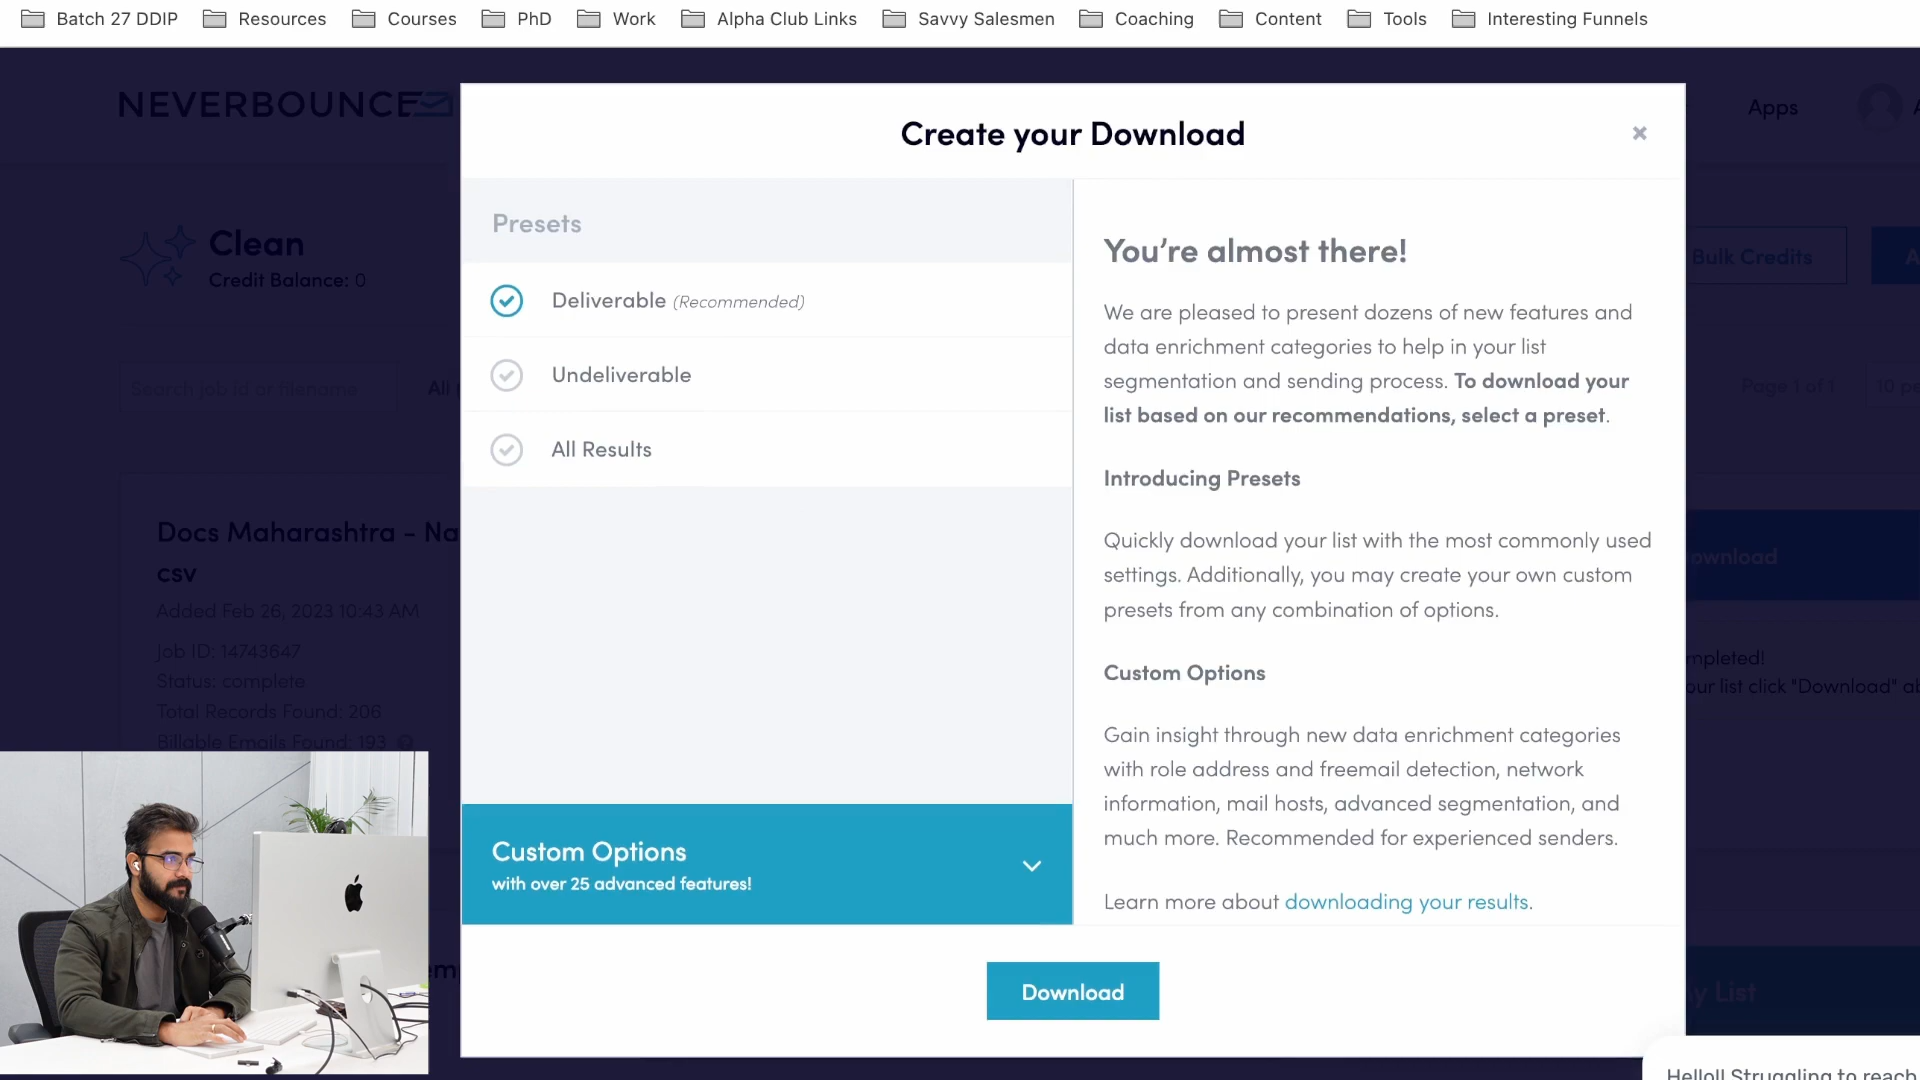 Batch 27 DDIP Resources Courses PhD Work Alpha Club Links Savvy Salesmen Coaching Content Tools Interesting Funnels
NEVERBOUNCE
Apps
Create your Download
×
Clean
Credit Balance: 0
Bulk Credits
Search job id or filename
All
Page 1 of 1
10 pe
Presets
Deliverable (Recommended)
Undeliverable
All Results
Custom Options
with over 25 advanced features!
You're almost there!
We are pleased to present dozens of new features and
data enrichment categories to help in your list
segmentation and sending process. To download your
list based on our recommendations, select a preset.
Introducing Presets
Quickly download your list with the most commonly used
settings. Additionally, you may create your own custom
presets from any combination of options.
Custom Options
Gain insight through new data enrichment categories
with role address and freemail detection, network
information, mail hosts, advanced segmentation, and
much more. Recommended for experienced senders.
Learn more about downloading your results.
Download
Docs Maharashtra - Na
csv
Added Feb 26, 2023 10:43 AM
Job ID: 14743647
Status: complete
Total Records Found: 206
Billable Emails Found: 193
ownload
mpleted!
our list click "Download" ab
y List
Hello!! Struggling to reach